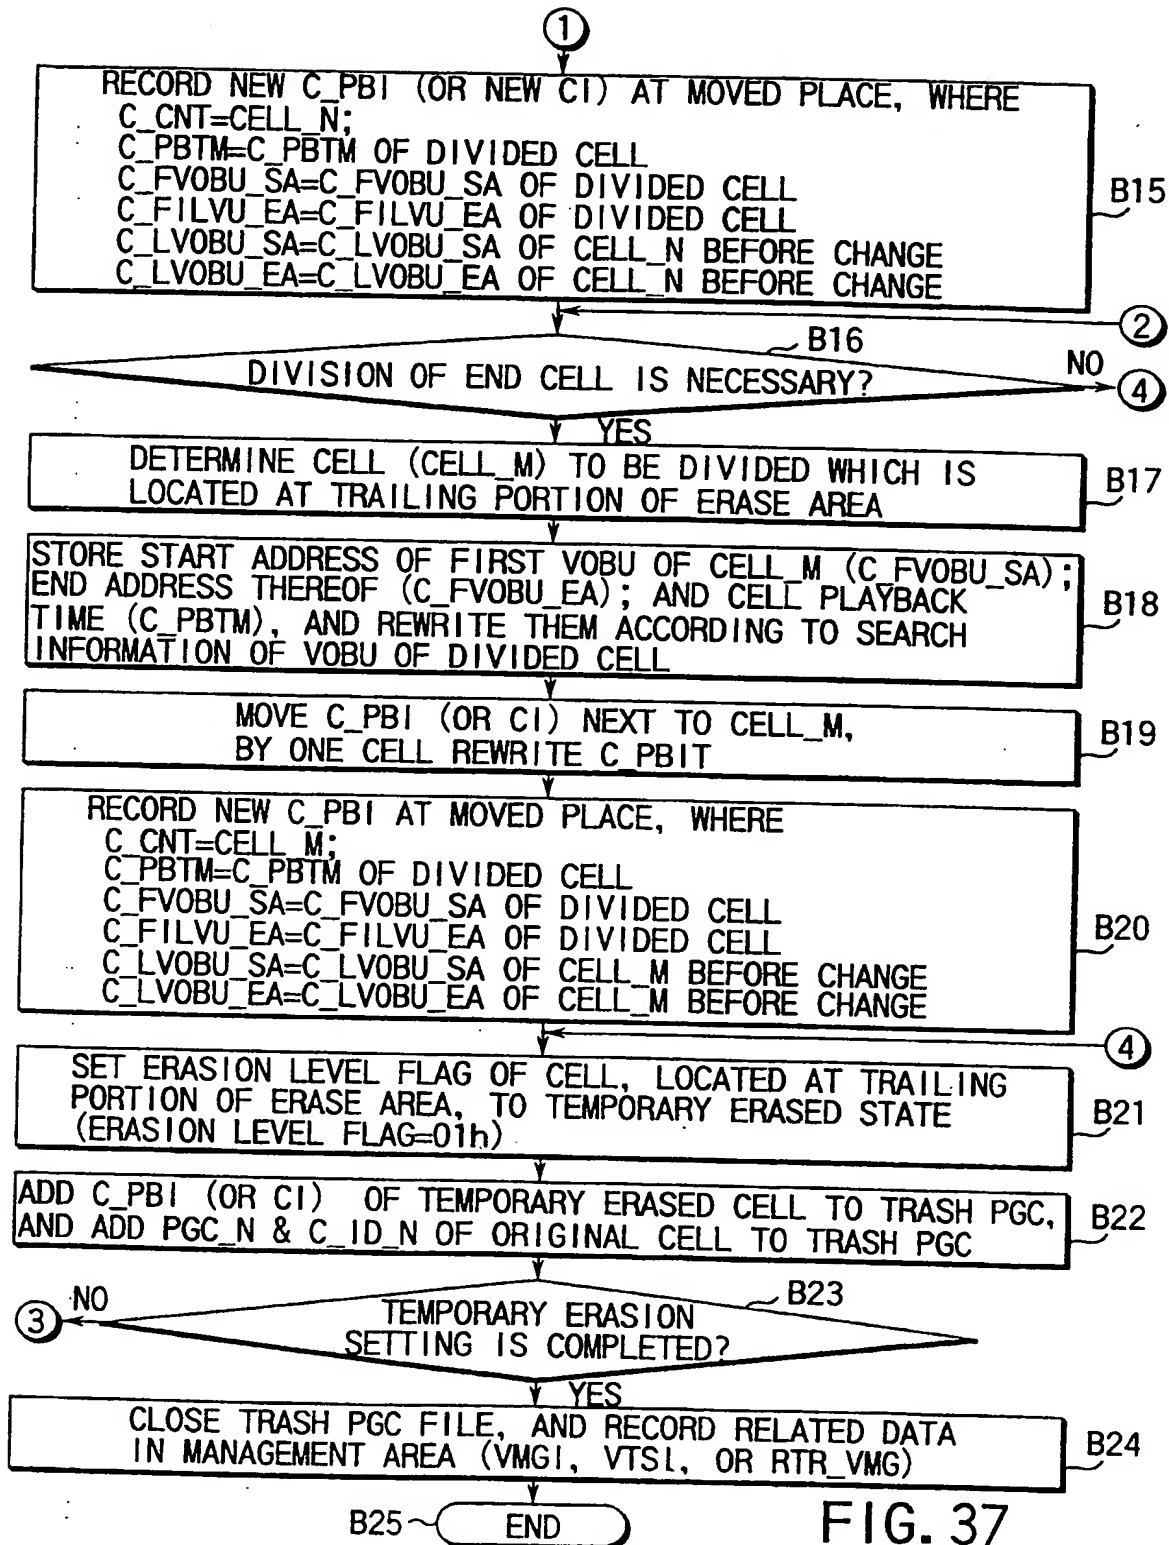 1
RECORD NEW C_PBI (OR NEW CI) AT MOVED PLACE, WHERE
C_CNT=CELL_N;
C_PBTM=C_PBTM OF DIVIDED CELL
C_FVOBU_SA=C_FVOBU_SA OF DIVIDED CELL
C_FILVU_EA=C_FILVU_EA OF DIVIDED CELL
C_LVOBU_SA=C_LVOBU_SA OF CELL_N BEFORE CHANGE
C_LVOBU_EA=C_LVOBU_EA OF CELL_N BEFORE CHANGE
B15
2
B16
DIVISION OF END CELL IS NECESSARY?
NO
4
YES
DETERMINE CELL (CELL_M) TO BE DIVIDED WHICH IS
LOCATED AT TRAILING PORTION OF ERASE AREA
B17
STORE START ADDRESS OF FIRST VOBU OF CELL_M (C_FVOBU_SA);
END ADDRESS THEREOF (C_FVOBU_EA); AND CELL PLAYBACK
TIME (C_PBTM), AND REWRITE THEM ACCORDING TO SEARCH
INFORMATION OF VOBU OF DIVIDED CELL
B18
MOVE C_PBI (OR CI) NEXT TO CELL_M,
BY ONE CELL REWRITE C_PBIT
B19
RECORD NEW C_PBI AT MOVED PLACE, WHERE
C_CNT=CELL_M;
C_PBTM=C_PBTM OF DIVIDED CELL
C_FVOBU_SA=C_FVOBU_SA OF DIVIDED CELL
C_FILVU_EA=C_FILVU_EA OF DIVIDED CELL
C_LVOBU_SA=C_LVOBU_SA OF CELL_M BEFORE CHANGE
C_LVOBU_EA=C_LVOBU_EA OF CELL_M BEFORE CHANGE
B20
4
SET ERASION LEVEL FLAG OF CELL, LOCATED AT TRAILING
PORTION OF ERASE AREA, TO TEMPORARY ERASED STATE
(ERASION LEVEL FLAG=01h)
B21
ADD C_PBI (OR CI) OF TEMPORARY ERASED CELL TO TRASH PGC,
AND ADD PGC_N & C_ID_N OF ORIGINAL CELL TO TRASH PGC
B22
B23
NO
3
TEMPORARY ERASION
SETTING IS COMPLETED?
YES
CLOSE TRASH PGC FILE, AND RECORD RELATED DATA
IN MANAGEMENT AREA (VMGI, VTSI, OR RTR_VMG)
B24
B25
END
FIG. 37